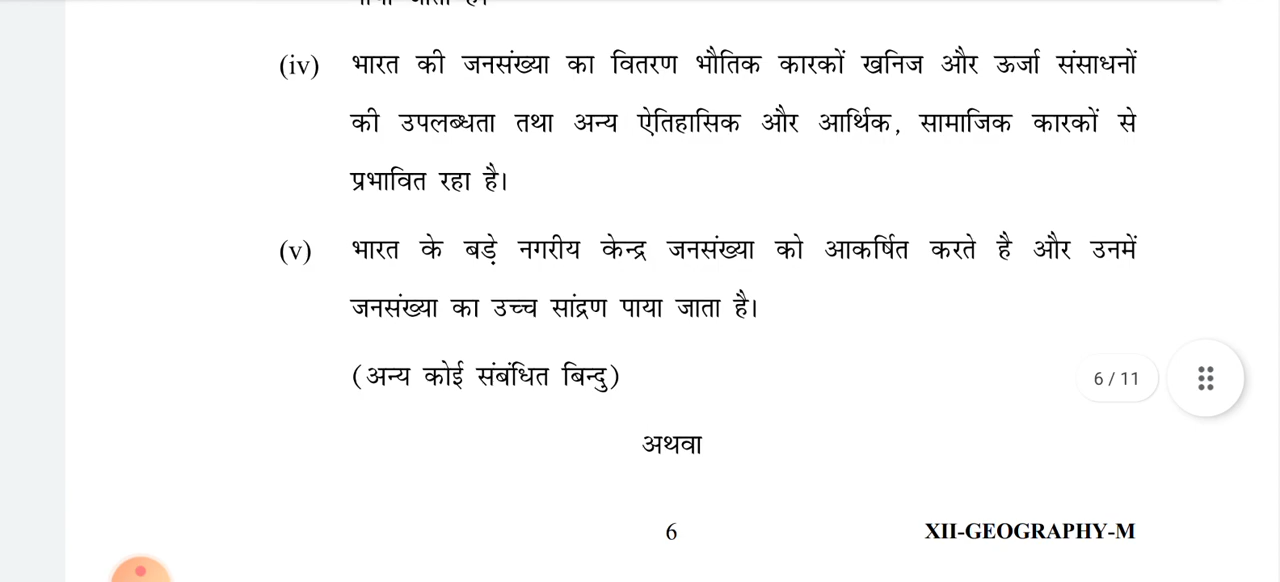 (iv) भारत की जनसंख्या का वितरण भौतिक कारकों खनिज और ऊर्जा संसाधनों
की उपलब्धता तथा अन्य ऐतिहासिक और आर्थिक, सामाजिक कारकों से
प्रभावित रहा है।
(v) भारत के बड़े नगरीय केन्द्र जनसंख्या को आकर्षित करते है और उनमें
जनसंख्या का उच्च सांद्रण पाया जाता है।
(अन्य कोई संबंधित बिन्दु)
6 / 11
अथवा
6 XII-GEOGRAPHY-M